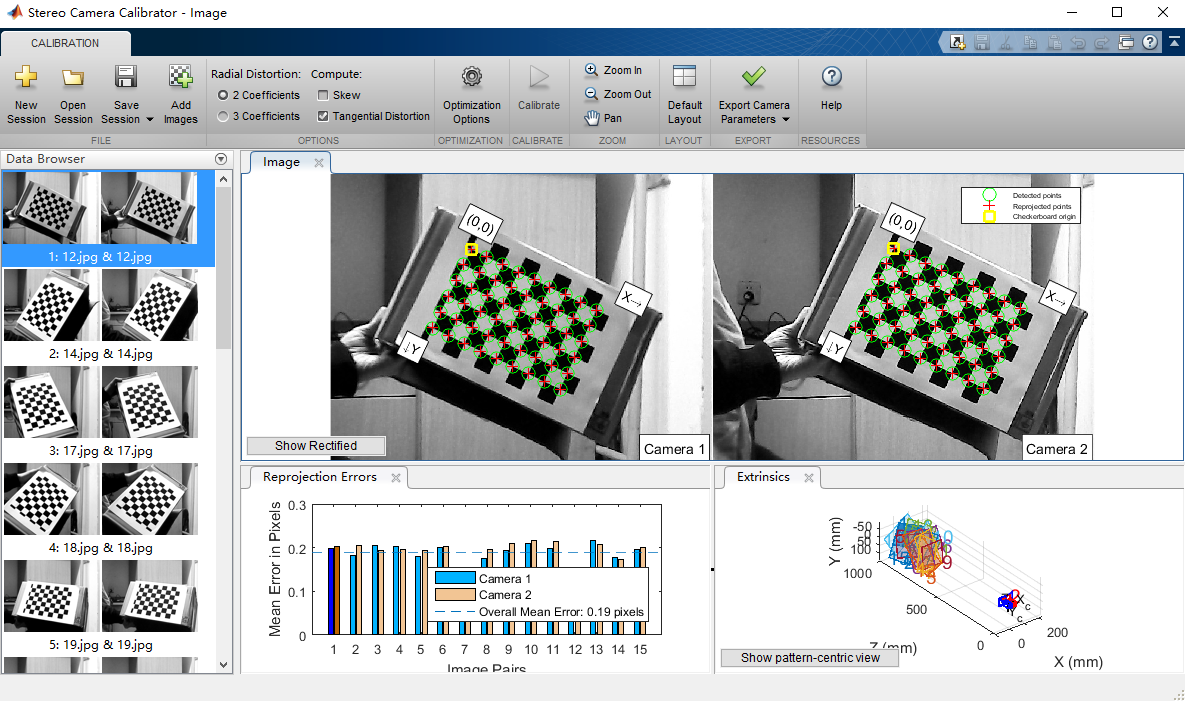 Stereo Camera Calibrator - Image
CALIBRATION
New Session
Open Session
Save Session
Add Images
FILE
Radial Distortion:
2 Coefficients
3 Coefficients
Compute:
Skew
Tangential Distortion
OPTIONS
Optimization Options
OPTIMIZATION
Calibrate
CALIBRATE
Zoom In
Zoom Out
Pan
ZOOM
Default Layout
LAYOUT
Export Camera Parameters
EXPORT
Help
RESOURCES
Data Browser
1: 12.jpg & 12.jpg
2: 14.jpg & 14.jpg
3: 17.jpg & 17.jpg
4: 18.jpg & 18.jpg
5: 19.jpg & 19.jpg
Image
(0,0)
X→
↓Y
Show Rectified
Camera 1
(0,0)
X→
↓Y
Detected points
Reprojected points
Checkerboard origin
Camera 2
Reprojection Errors
Mean Error in Pixels
0.3
0.2
0.1
0
Camera 1
Camera 2
Overall Mean Error: 0.19 pixels
1 2 3 4 5 6 7 8 9 10 11 12 13 14 15
Image Pairs
Extrinsics
Y (mm)
-50
0
50
100
1000
500
0
Z (mm)
Xc
Yc
200
0
X (mm)
Show pattern-centric view